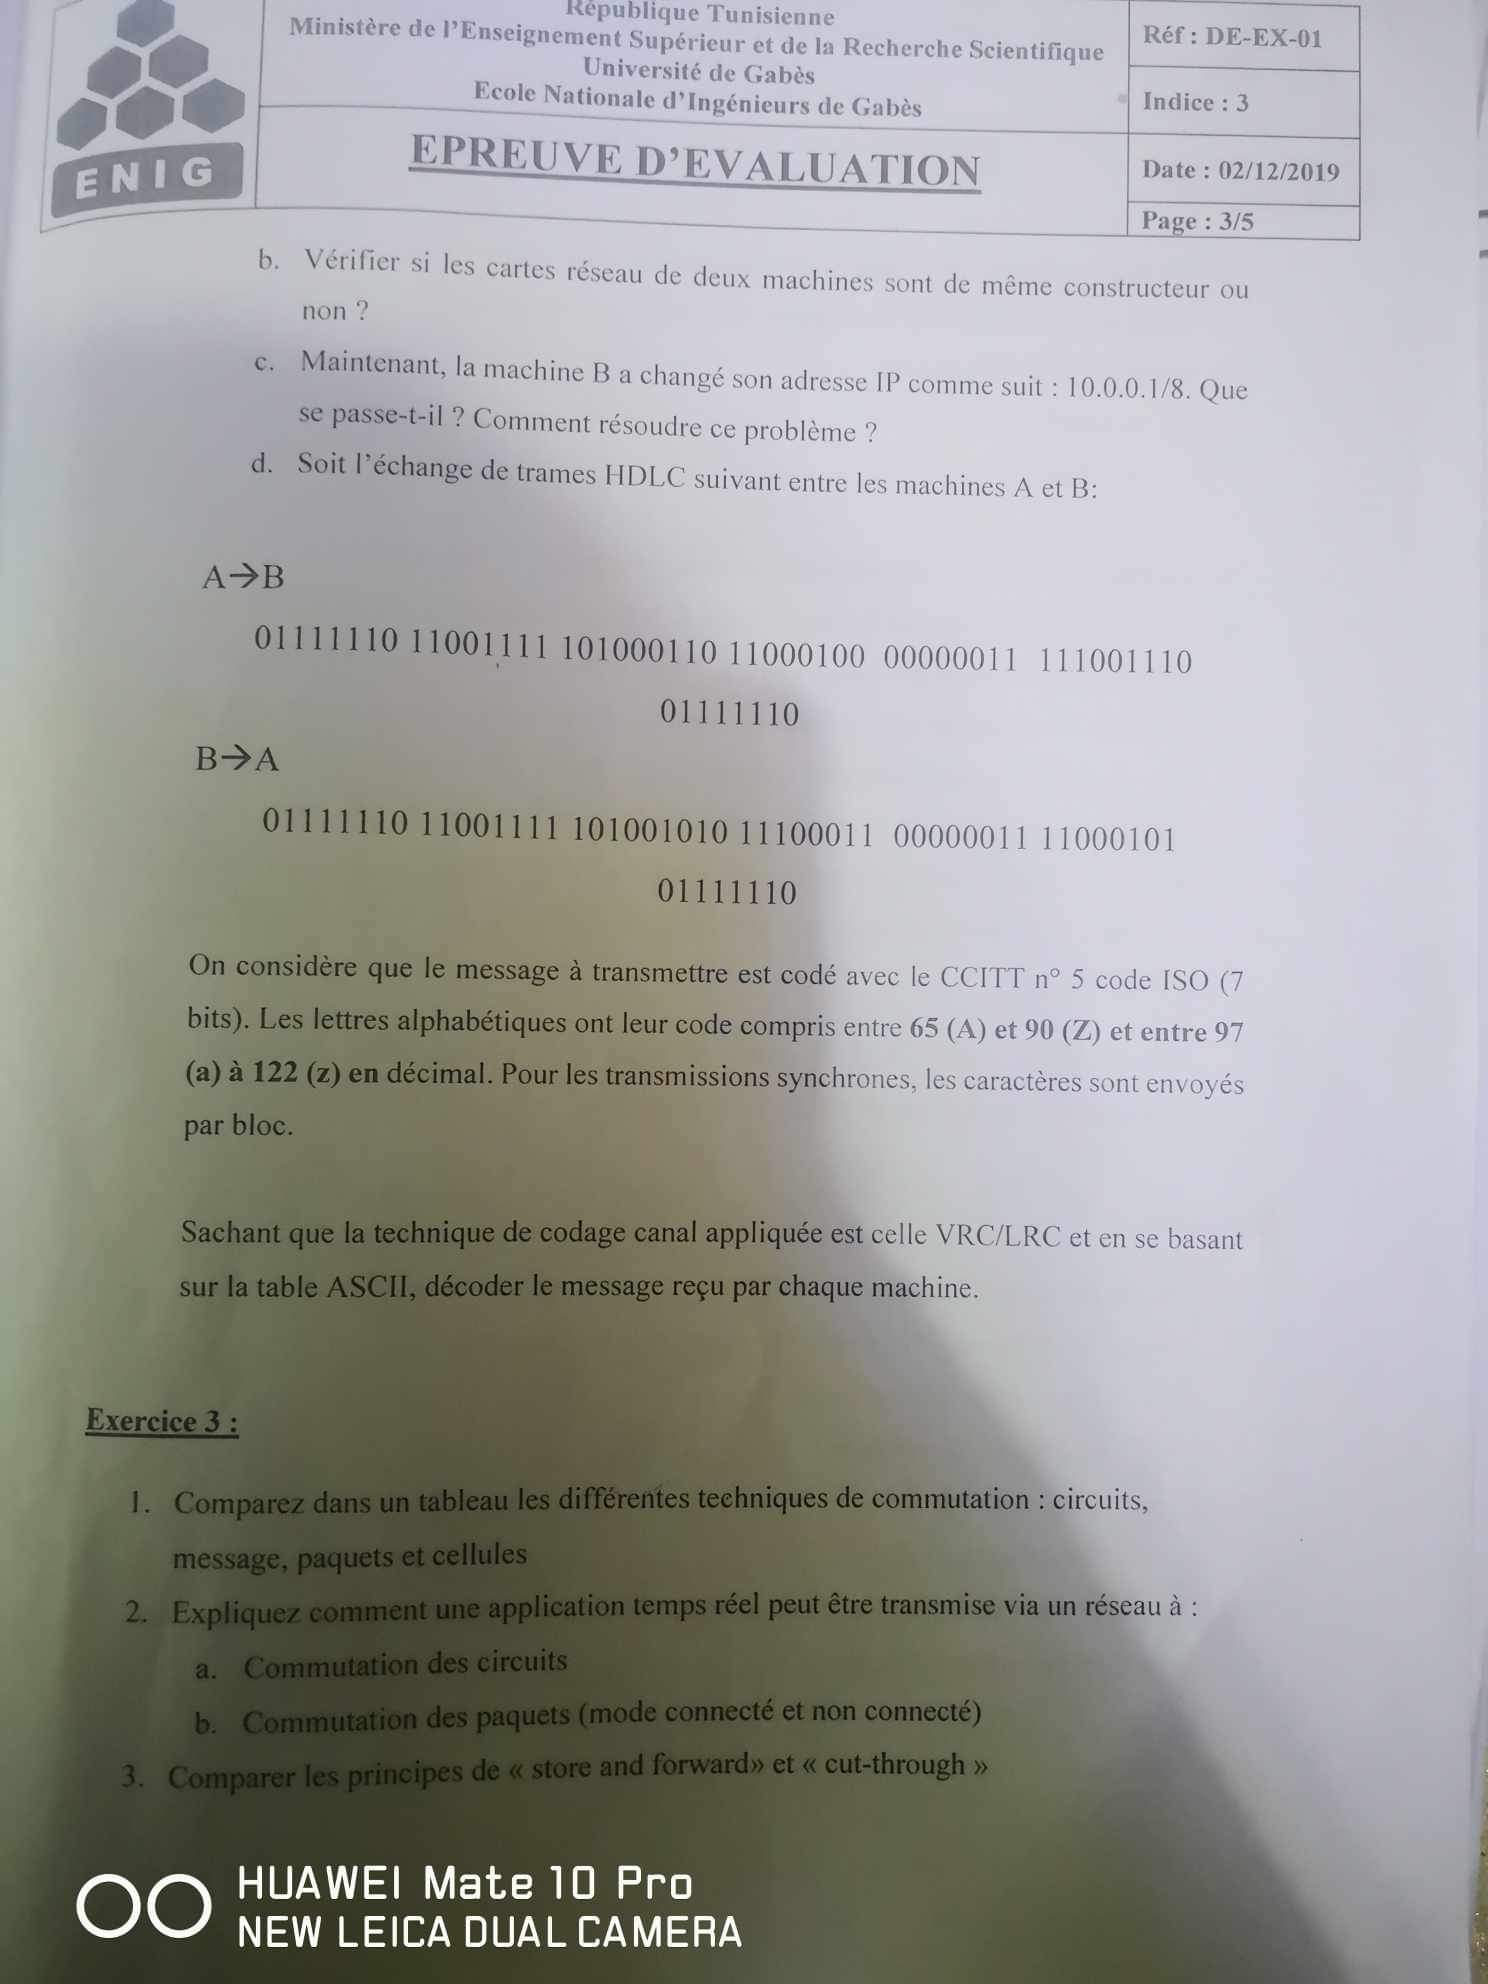 République Tunisienne
Ministère de l'Enseignement Supérieur et de la Recherche Scientifique
Université de Gabès
Ecole Nationale d'Ingénieurs de Gabès
EPREUVE D'EVALUATION
ENIG
Réf : DE-EX-01
Indice : 3
Date : 02/12/2019
Page : 3/5
b. Vérifier si les cartes réseau de deux machines sont de même constructeur ou
non ?
c. Maintenant, la machine B a changé son adresse IP comme suit : 10.0.0.1/8. Que
se passe-t-il ? Comment résoudre ce problème ?
d. Soit l'échange de trames HDLC suivant entre les machines A et B:
A→B
01111110 11001111 101000110 11000100 00000011 111001110
01111110
B→A
01111110 11001111 101001010 11100011 00000011 11000101
01111110
On considère que le message à transmettre est codé avec le CCITT n° 5 code ISO (7
bits). Les lettres alphabétiques ont leur code compris entre 65 (A) et 90 (Z) et entre 97
(a) à 122 (z) en décimal. Pour les transmissions synchrones, les caractères sont envoyés
par bloc.
Sachant que la technique de codage canal appliquée est celle VRC/LRC et en se basant
sur la table ASCII, décoder le message reçu par chaque machine.
Exercice 3 :
1. Comparez dans un tableau les différentes techniques de commutation : circuits,
message, paquets et cellules
2. Expliquez comment une application temps réel peut être transmise via un réseau à :
a. Commutation des circuits
b. Commutation des paquets (mode connecté et non connecté)
3. Comparer les principes de « store and forward» et « cut-through »
HUAWEI Mate 10 Pro
NEW LEICA DUAL CAMERA